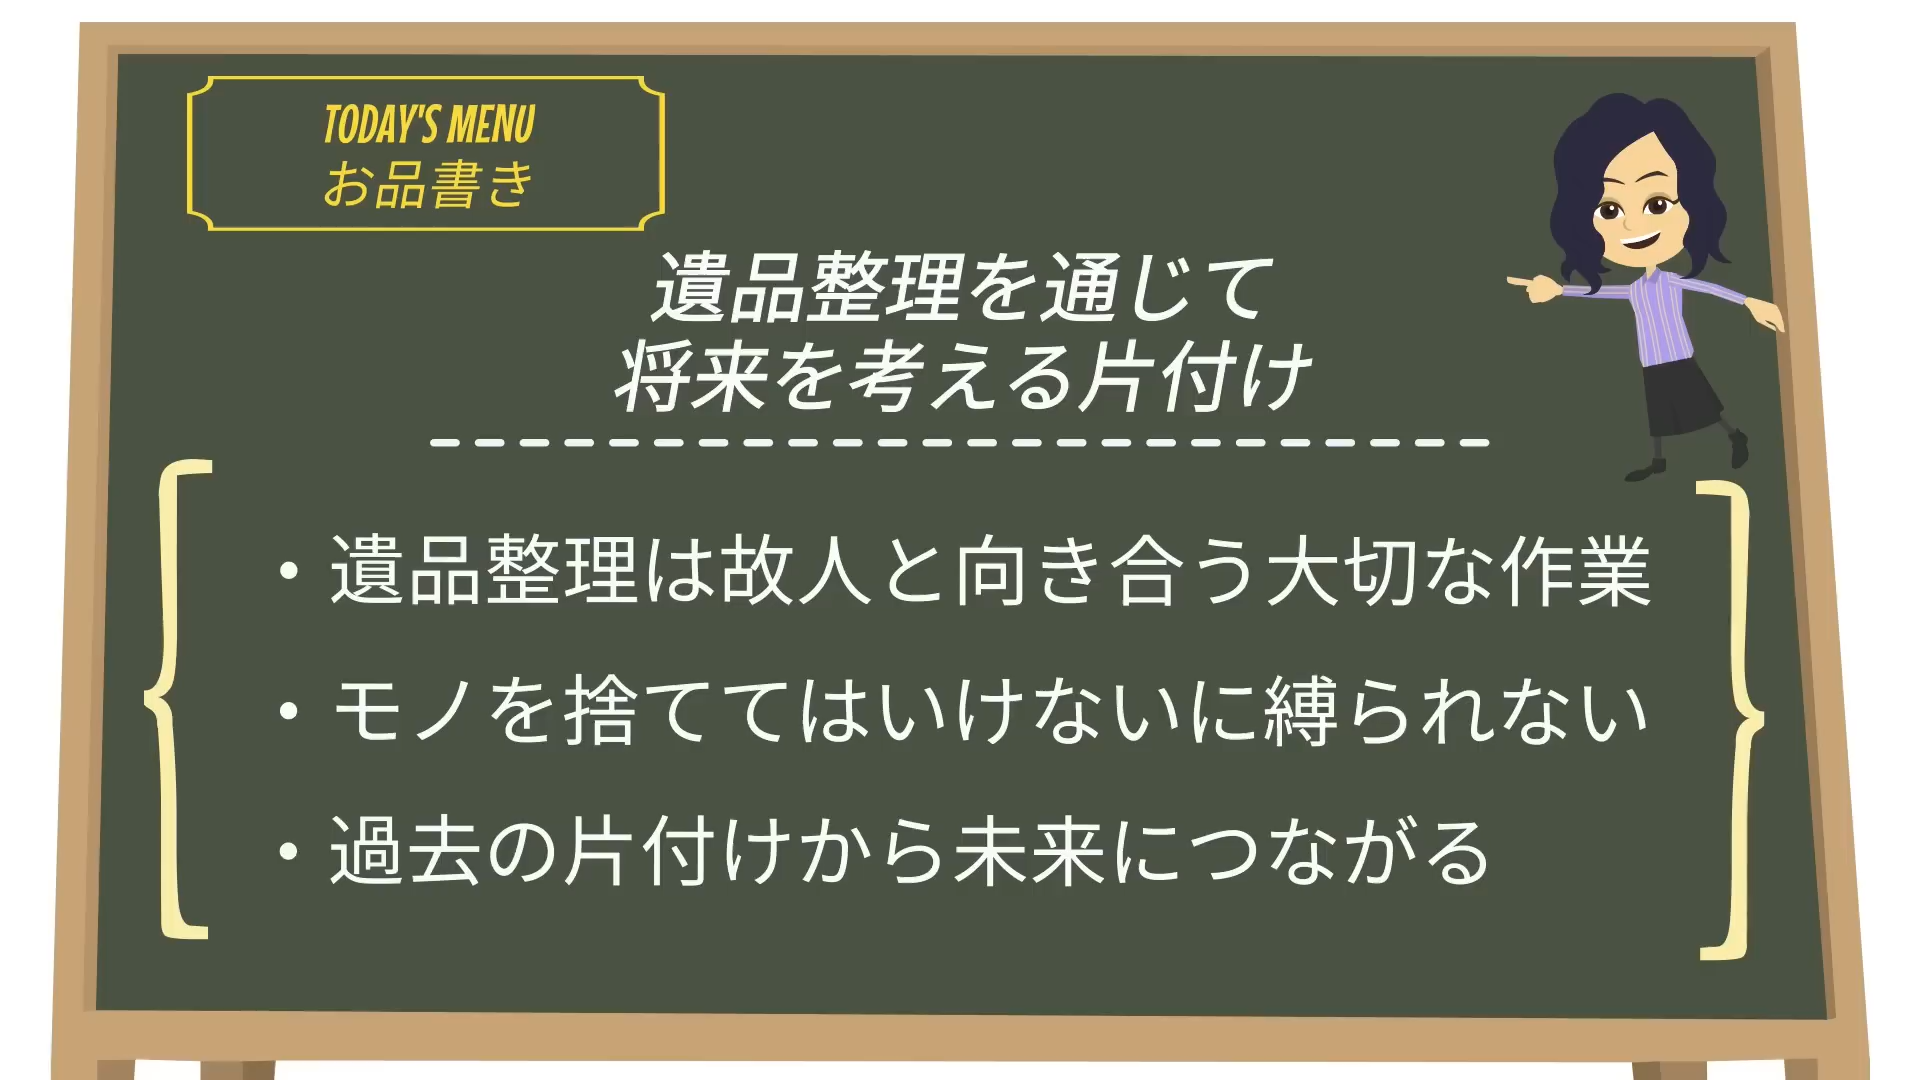 TODAY'S MENU
お品書き
遺品整理を通じて
将来を考える片付け
・遺品整理は故人と向き合う大切な作業
・モノを捨ててはいけないに縛られない
・過去の片付けから未来につながる